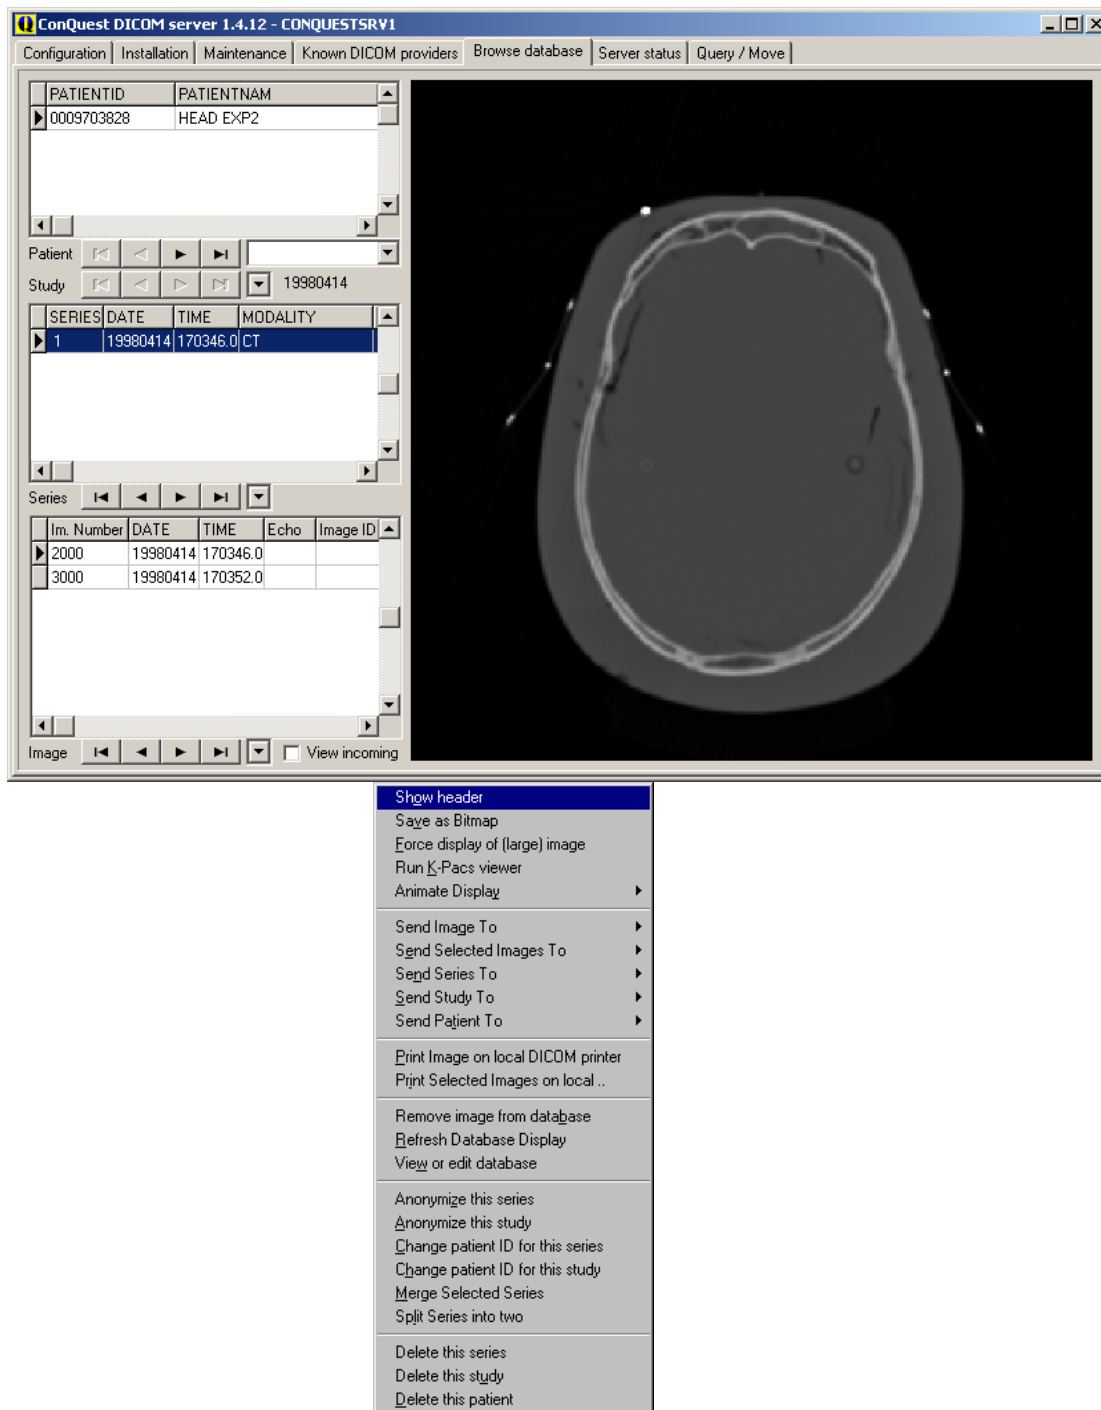 ConQuest DICOM server 1.4.12 - CONQUESTSRV1
Configuration Installation Maintenance Known DICOM providers Browse database Server status Query / Move
PATIENTID PATIENTNAM
0009703828 HEAD EXP2
Patient
Study 19980414
SERIES DATE TIME MODALITY
1 19980414 170346.0 CT
Series
Im. Number DATE TIME Echo Image ID
2000 19980414 170346.0
3000 19980414 170352.0
Image View incoming
Show header
Save as Bitmap
Force display of (large) image
Run K-Pacs viewer
Animate Display
Send Image To
Send Selected Images To
Send Series To
Send Study To
Send Patient To
Print Image on local DICOM printer
Print Selected Images on local ..
Remove image from database
Refresh Database Display
View or edit database
Anonymize this series
Anonymize this study
Change patient ID for this series
Change patient ID for this study
Merge Selected Series
Split Series into two
Delete this series
Delete this study
Delete this patient